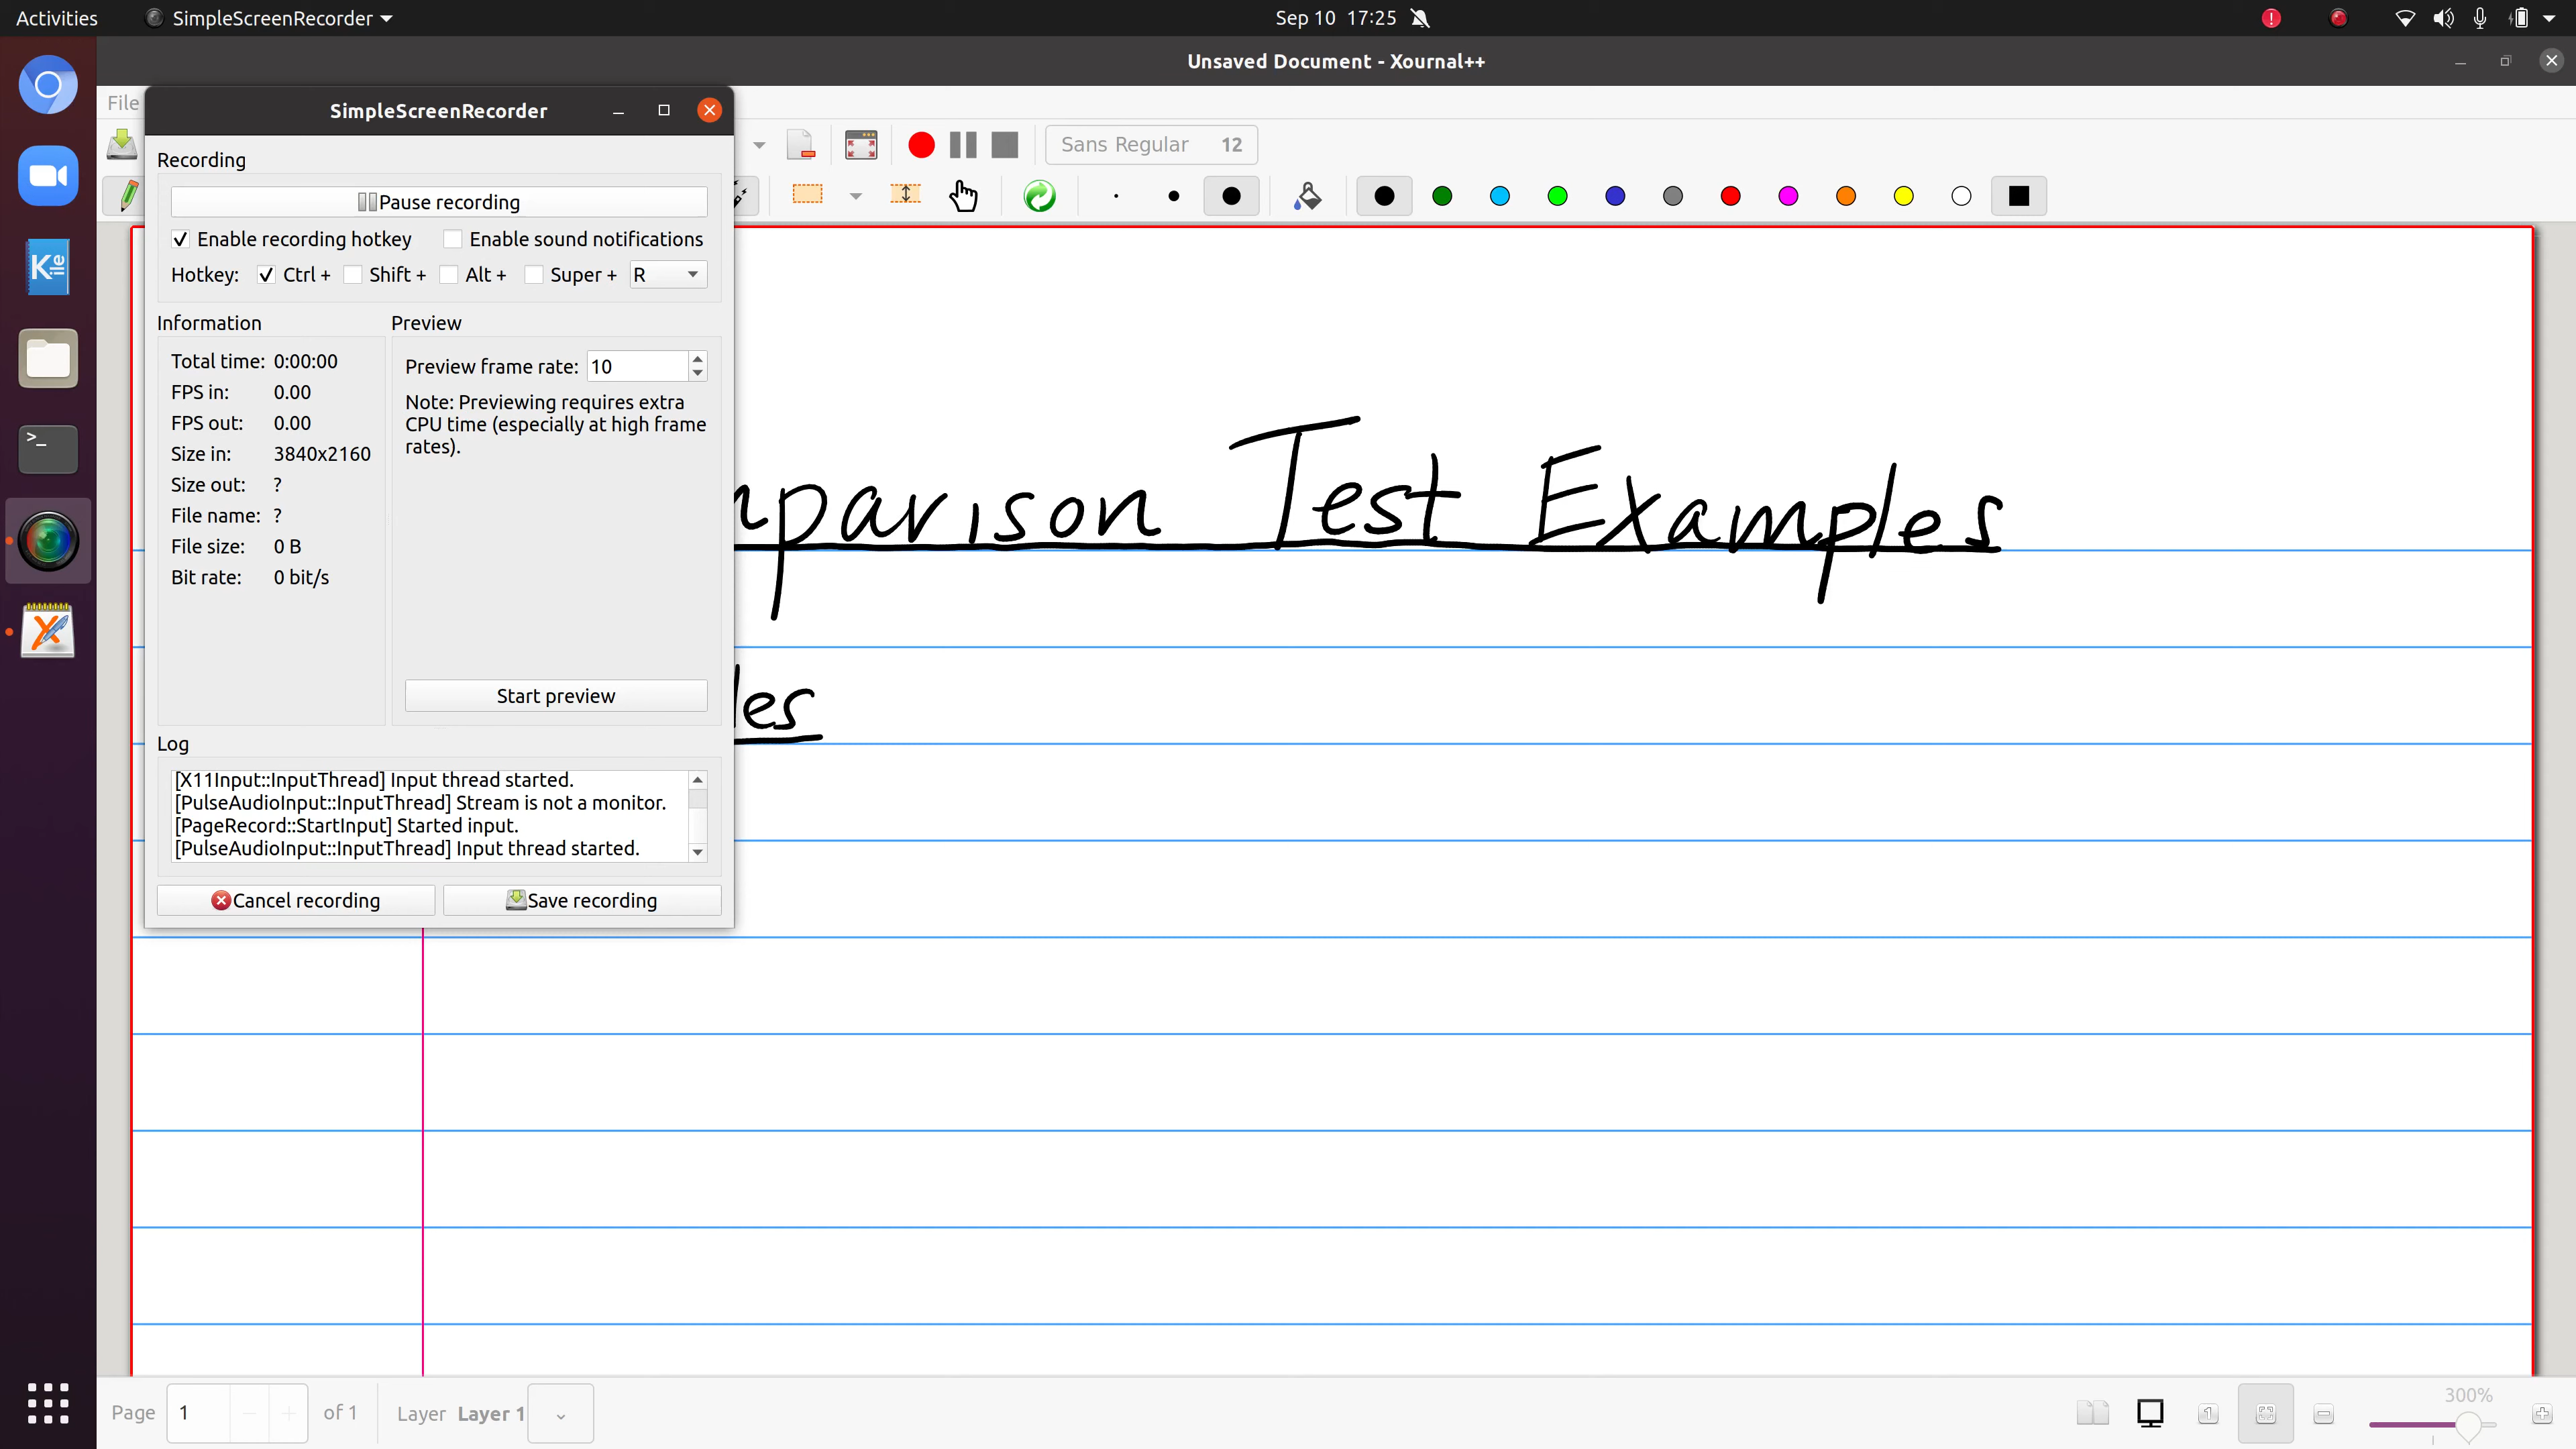 Activities SimpleScreenRecorder Sep 10 17:25
Unsaved Document - Xournal++
File
SimpleScreenRecorder
Sans Regular 12
Recording
Pause recording
Enable recording hotkey Enable sound notifications
Hotkey: Ctrl + Shift + Alt + Super + R
Information
Total time: 0:00:00
FPS in: 0.00
FPS out: 0.00
Size in: 3840x2160
Size out: ?
File name: ?
File size: 0 B
Bit rate: 0 bit/s
Preview
Preview frame rate: 10
Note: Previewing requires extra
CPU time (especially at high frame
rates).
Start preview
mparison Test Examples
les
Log
[X11Input::InputThread] Input thread started.
[PulseAudioInput::InputThread] Stream is not a monitor.
[PageRecord::StartInput] Started input.
[PulseAudioInput::InputThread] Input thread started.
Cancel recording Save recording
Page 1 of 1 Layer Layer 1 300%